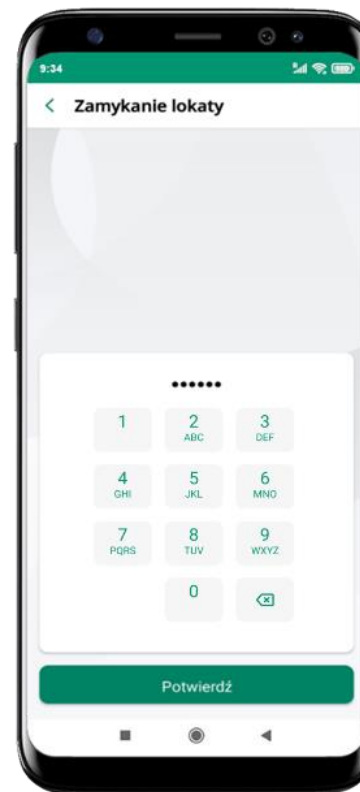 9:34
Zamykanie lokaty
1
2
ABC
3
DEF
4
GHI
5
JKL
6
MNO
7
PQRS
8
TUV
9
WXYZ
0
Potwierdź